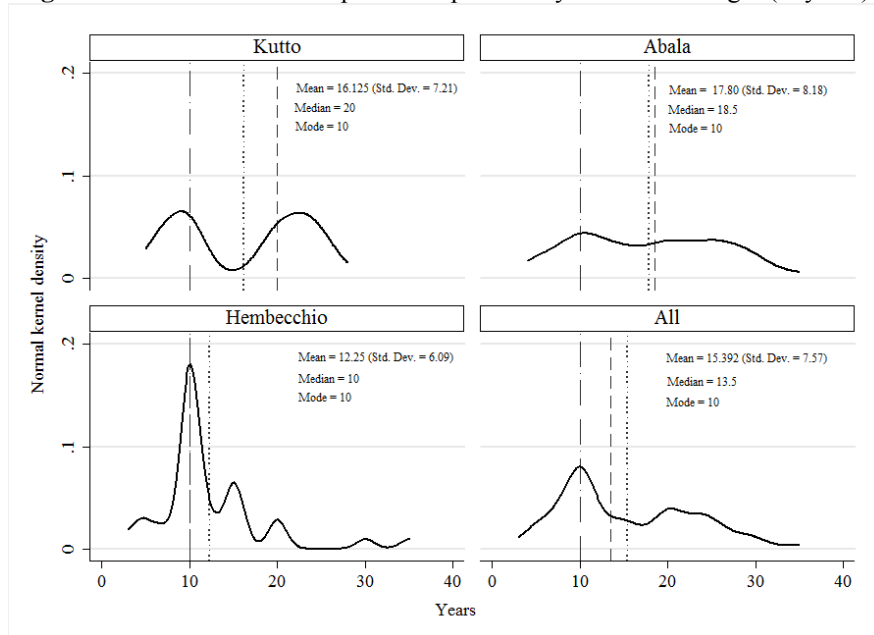 Kutto
Abala
.2
Mean = 16.125 (Std. Dev. = 7.21)
Median = 20
Mode = 10
Mean = 17.80 (Std. Dev. = 8.18)
Median = 18.5
Mode = 10
.1
0
Normal kernel density
Hembecchio
All
.2
Mean = 12.25 (Std. Dev. = 6.09)
Median = 10
Mode = 10
Mean = 15.392 (Std. Dev. = 7.57)
Median = 13.5
Mode = 10
.1
0
0 10 20 30 40 0 10 20 30 40
Years